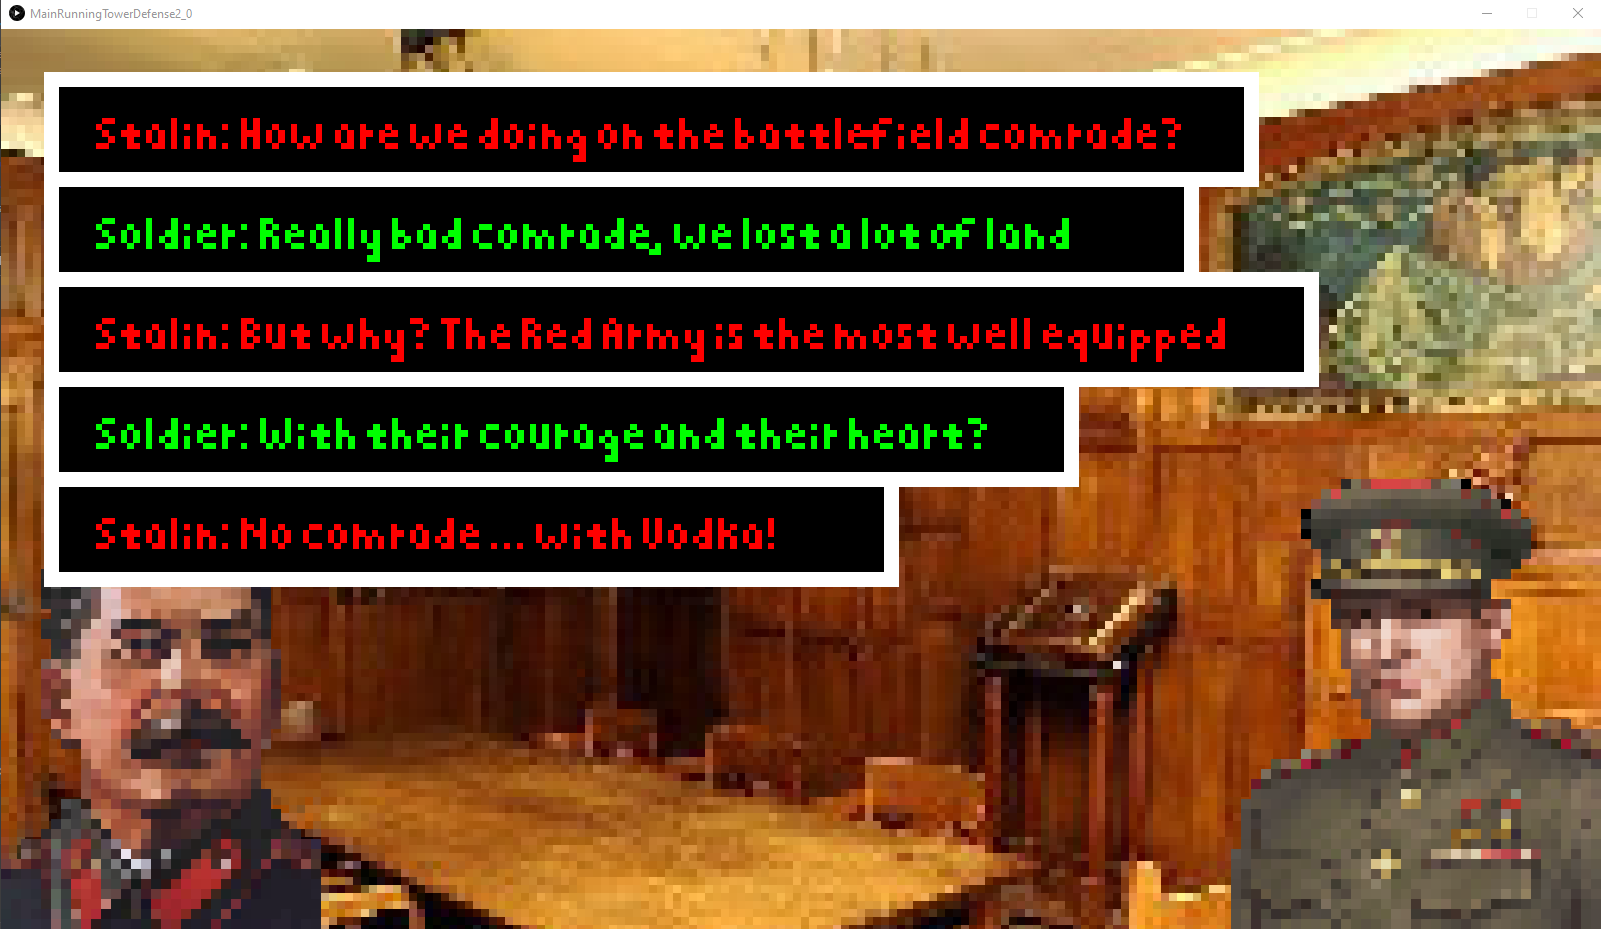 MainRunningTowerDefense2_0
Stalin: How are we doing on the battlefield comrade?
Soldier: Really bad comrade, we lost a lot of land
Stalin: But why? The Red Army is the most well equipped
Soldier: With their courage and their heart?
Stalin: No comrade ... with Vodka!